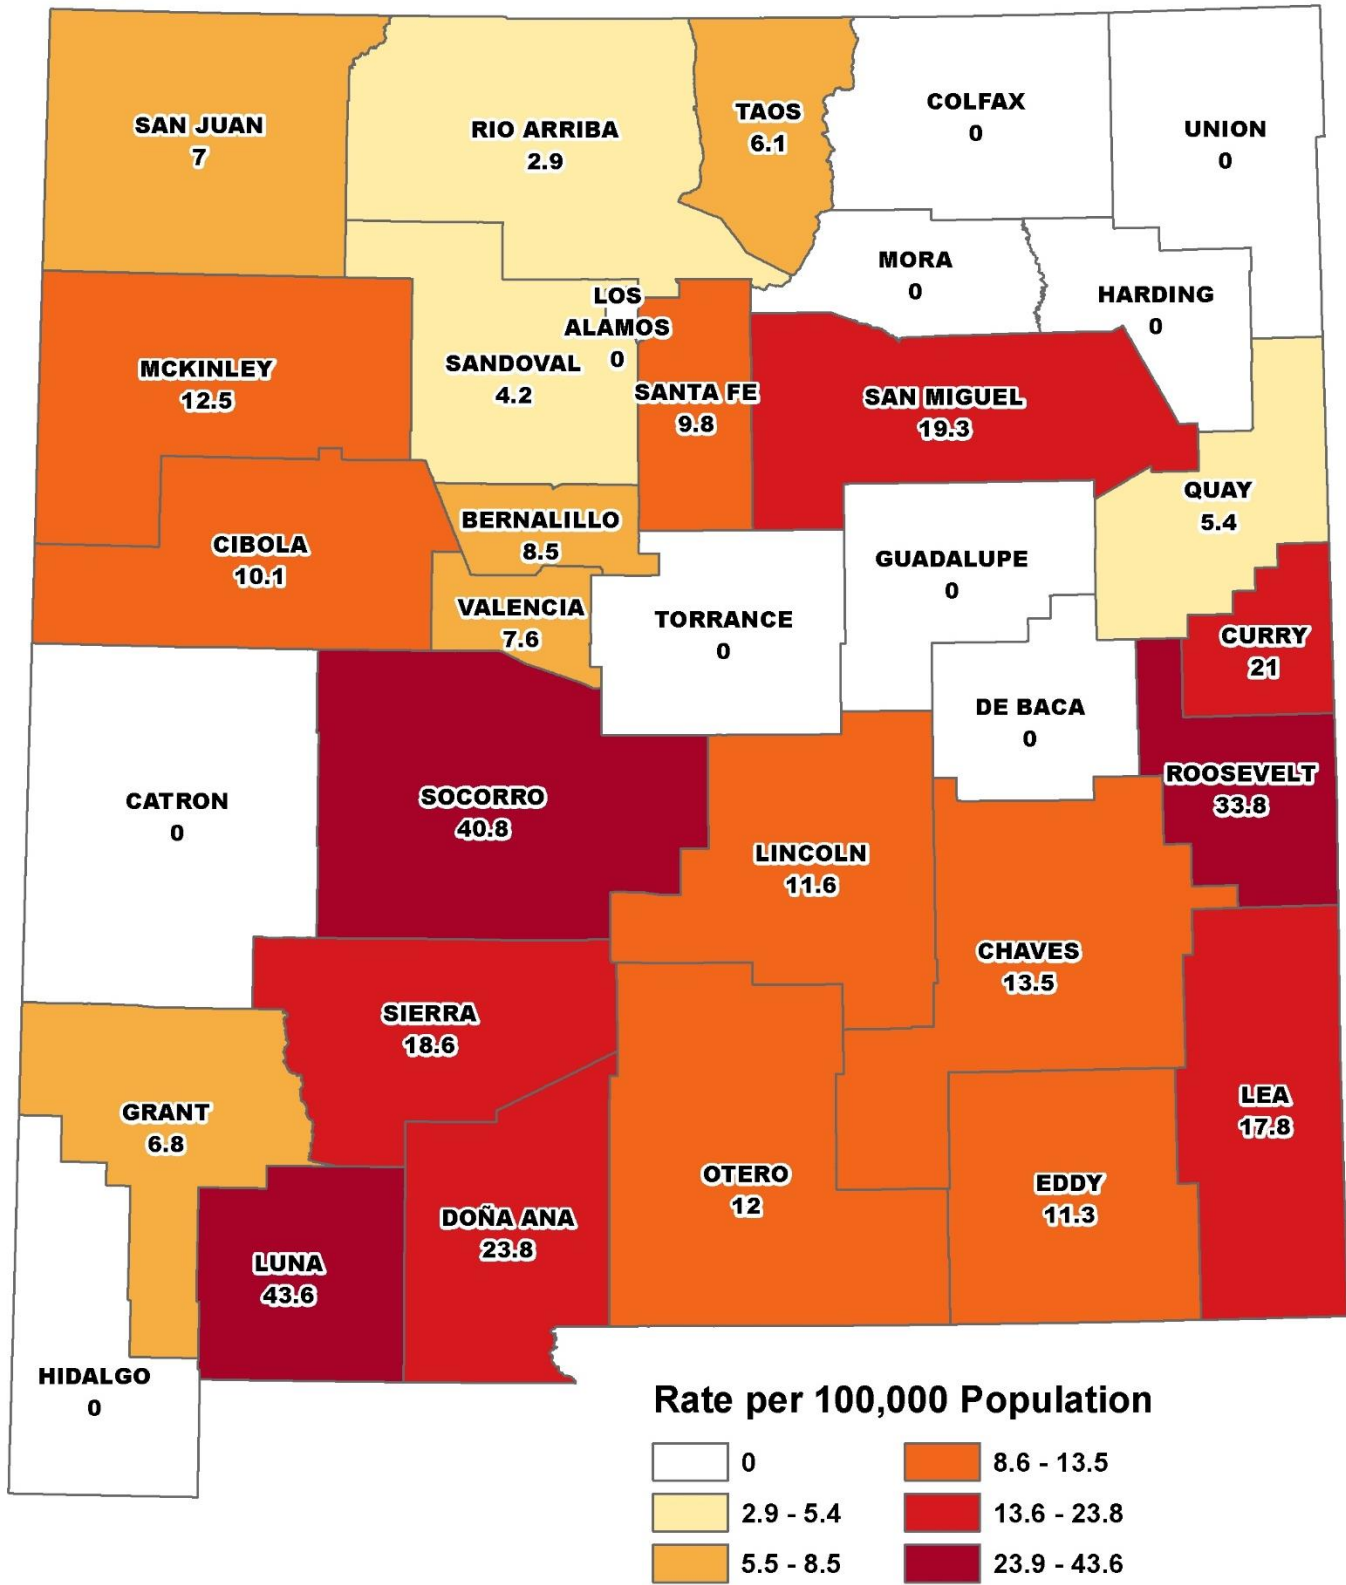 SAN JUAN
7
RIO ARRIBA
2.9
TAOS
6.1
COLFAX
0
UNION
0
MORA
0
HARDING
0
LOS
ALAMOS
0
MCKINLEY
12.5
SANDOVAL
4.2
SANTA FE
9.8
SAN MIGUEL
19.3
QUAY
5.4
CIBOLA
10.1
BERNALILLO
8.5
GUADALUPE
0
VALENCIA
7.6
TORRANCE
0
CURRY
21
DE BACA
0
ROOSEVELT
33.8
CATRON
0
SOCORRO
40.8
LINCOLN
11.6
CHAVES
13.5
SIERRA
18.6
GRANT
6.8
LEA
17.8
OTERO
12
EDDY
11.3
DOÑA ANA
23.8
LUNA
43.6
HIDALGO
0
Rate per 100,000 Population
0
2.9 - 5.4
5.5 - 8.5
8.6 - 13.5
13.6 - 23.8
23.9 - 43.6